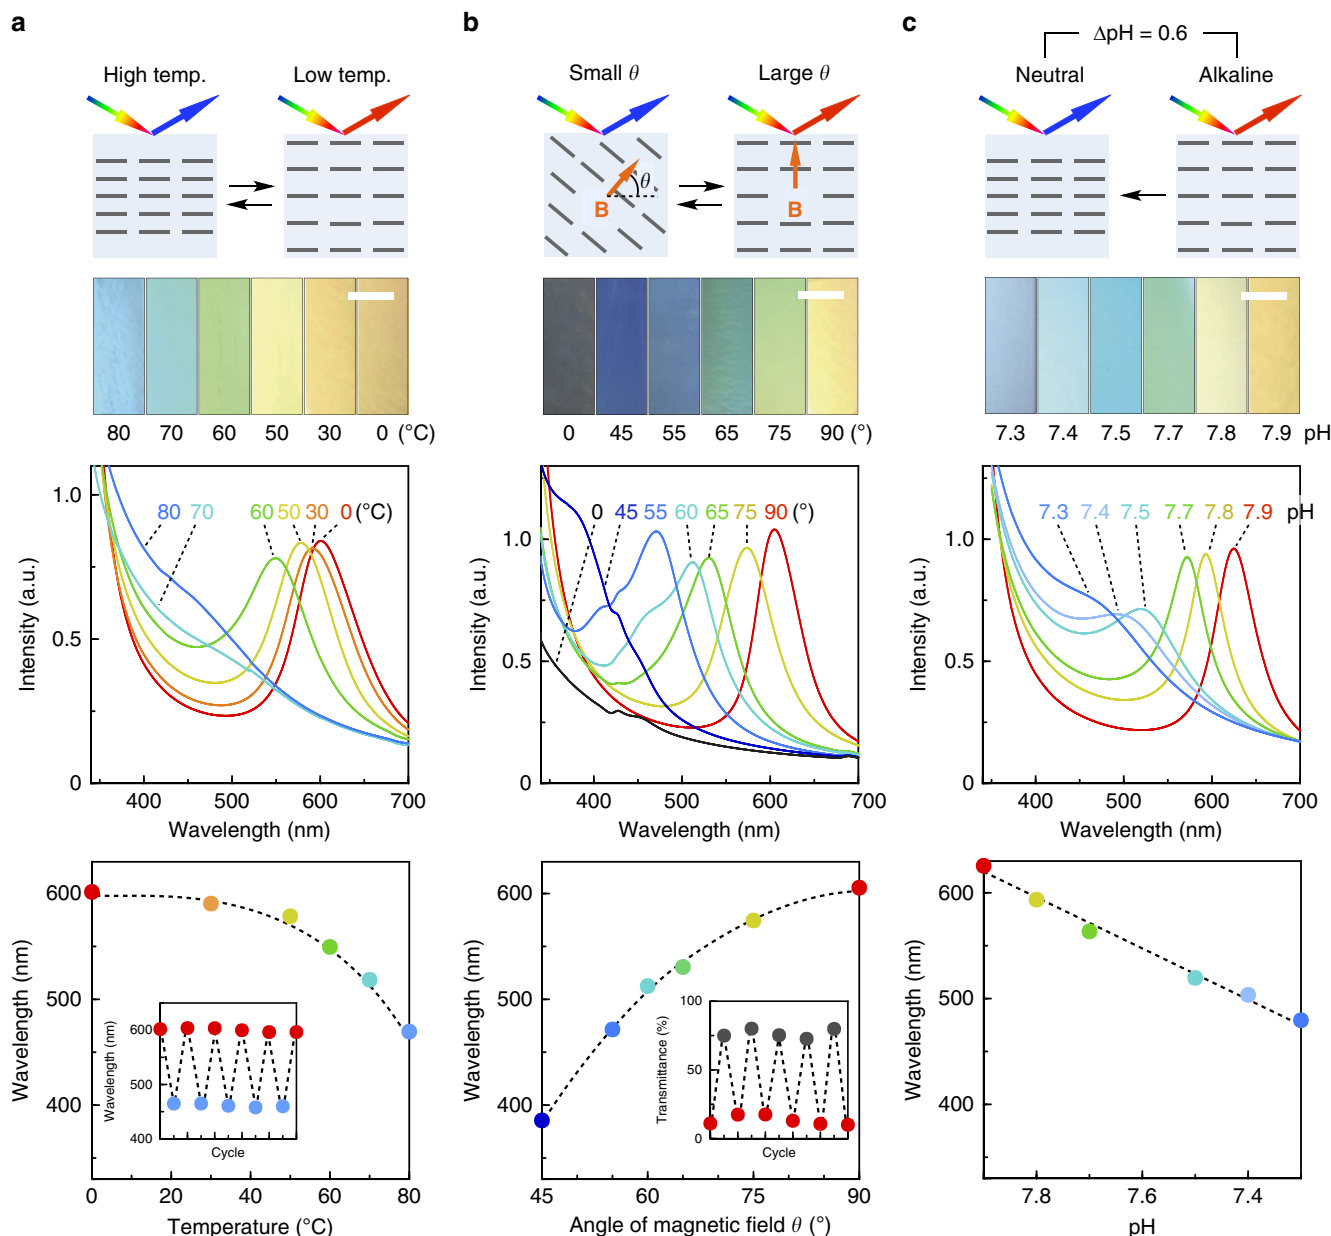 a
High temp. Low temp.
80 70 60 50 30 0 (°C)
1.0
0.5
0
80 70 60 50 30 0 (°C)
Intensity (a.u.)
400 500 600 700
Wavelength (nm)
600
500
400
Wavelength (nm)
600
500
400
Wavelength (nm)
Cycle
0 20 40 60 80
Temperature (°C)
b
Small θ Large θ
B θ
B
0 45 55 65 75 90 (°)
1.0
0.5
0
0 45 55 60 65 75 90 (°)
Intensity (a.u.)
400 500 600 700
Wavelength (nm)
600
500
400
Wavelength (nm)
100
50
0
Transmittance (%)
Cycle
45 60 75 90
Angle of magnetic field θ (°)
c
ΔpH = 0.6
Neutral Alkaline
7.3 7.4 7.5 7.7 7.8 7.9 pH
1.0
0.5
0
7.3 7.4 7.5 7.7 7.8 7.9 pH
Intensity (a.u.)
400 500 600 700
Wavelength (nm)
600
500
400
Wavelength (nm)
7.8 7.6 7.4
pH